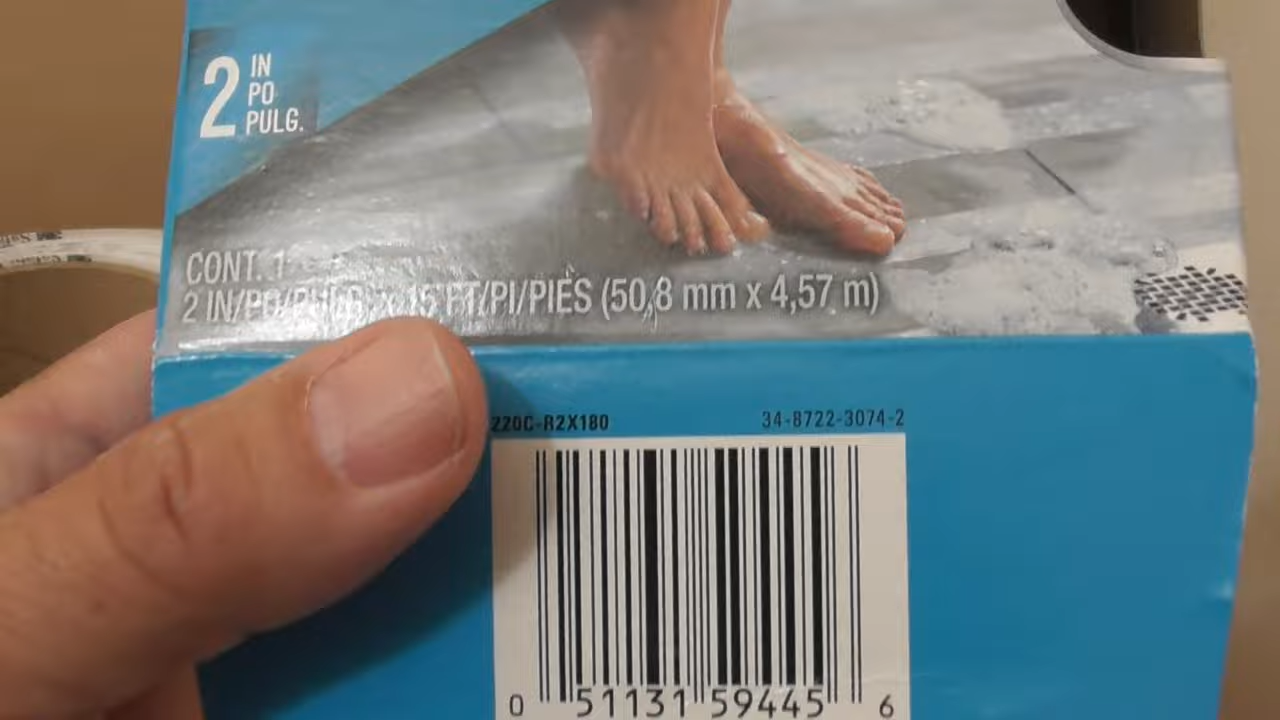 2 IN
PO
PULG.
CONT. 1
2 IN/PO/PULG. x 15 FT/PI/PIES (50,8 mm x 4,57 m)
220C-R2X180
34-8722-3074-2
0 51131 59445 6